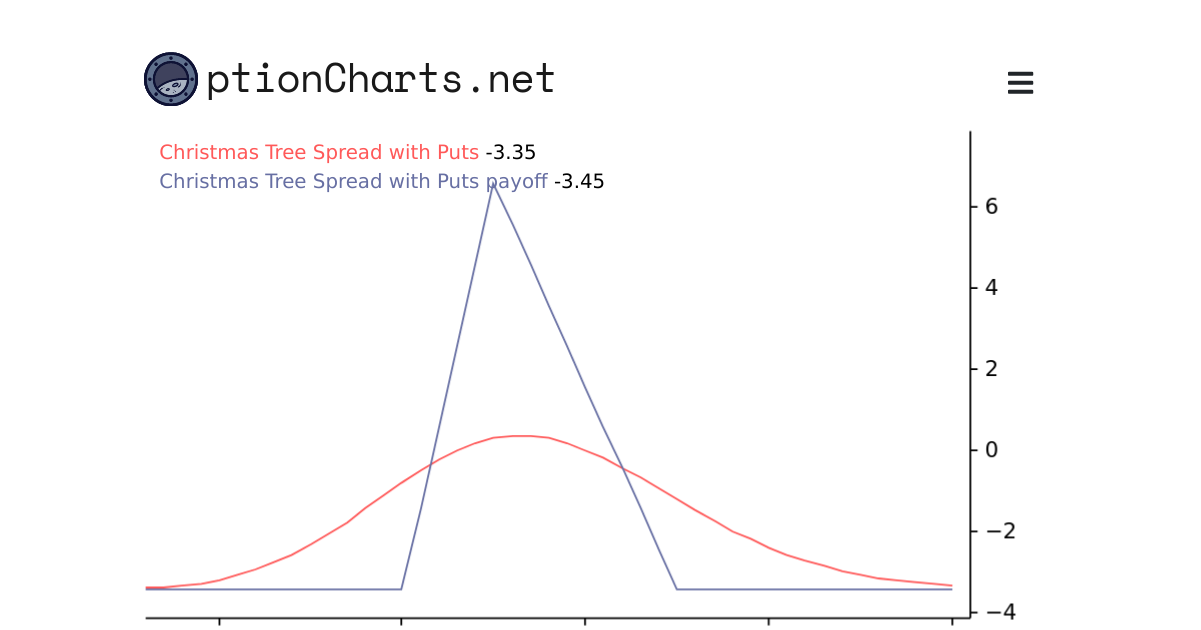 ptionCharts.net
Christmas Tree Spread with Puts -3.35
Christmas Tree Spread with Puts payoff -3.45
6
4
2
0
−2
−4